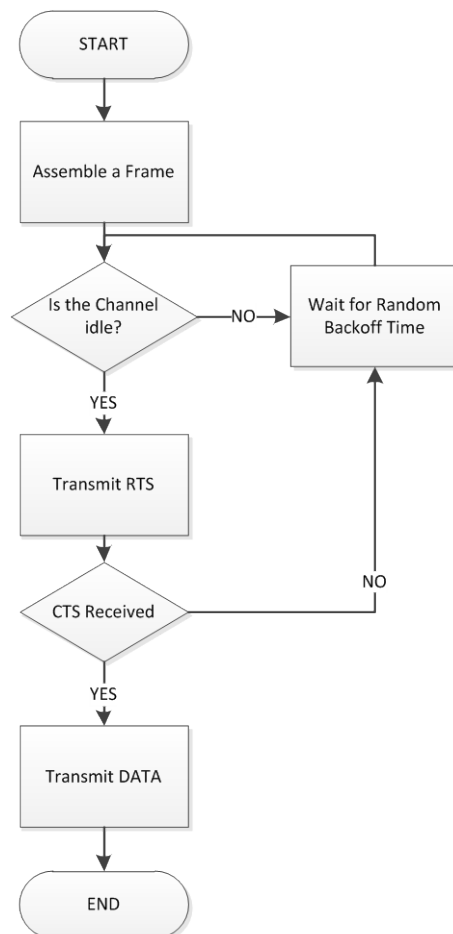 START
Assemble a Frame
Is the Channel
idle?
NO
Wait for Random
Backoff Time
YES
Transmit RTS
NO
CTS Received
YES
Transmit DATA
END